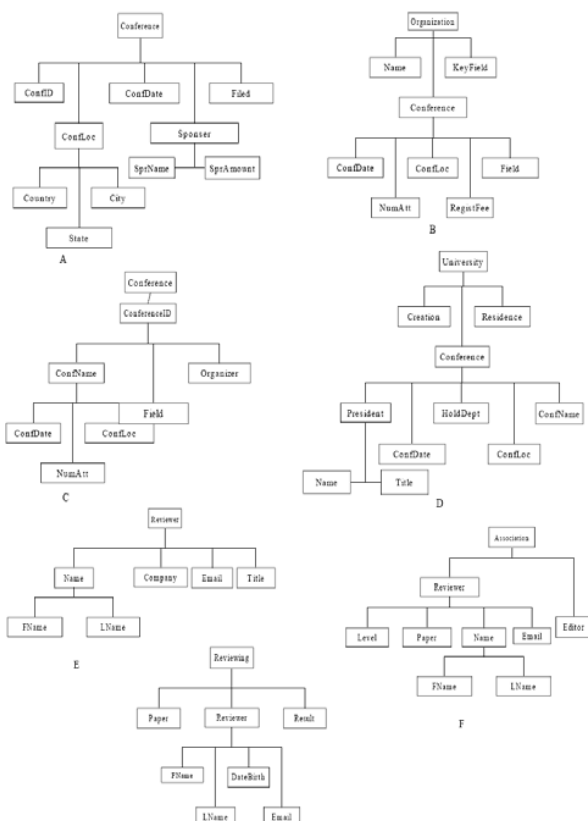 Conference
ConfID
ConfDate
Filed
ConfLoc
Sponser
SprName
SprAmount
Country
City
State
A
Organization
Name
KeyField
Conference
ConfDate
ConfLoc
Field
NumAtt
RegistFee
B
Conference
ConferenceID
ConfName
Organizer
Field
ConfDate
ConfLoc
NumAtt
C
University
Creation
Residence
Conference
President
HoldDept
ConfName
ConfDate
ConfLoc
Name
Title
D
Reviewer
Name
Company
Email
Title
FName
LName
E
Association
Reviewer
Editor
Level
Paper
Name
Email
FName
LName
F
Reviewing
Paper
Reviewer
Result
FName
DateBirth
LName
Email